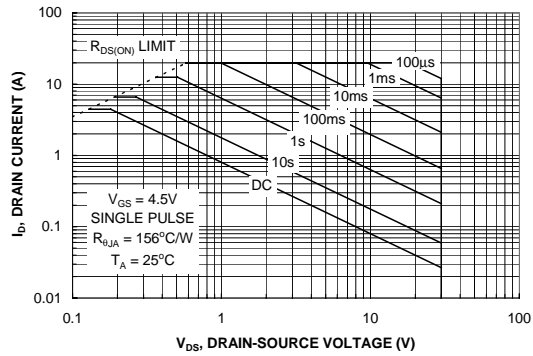 100
10
1
0.1
0.01
I_D, DRAIN CURRENT (A)
R_DS(ON) LIMIT
100µs
1ms
10ms
100ms
1s
10s
DC
V_GS = 4.5V
SINGLE PULSE
R_θJA = 156°C/W
T_A = 25°C
0.1
1
10
100
V_DS, DRAIN-SOURCE VOLTAGE (V)